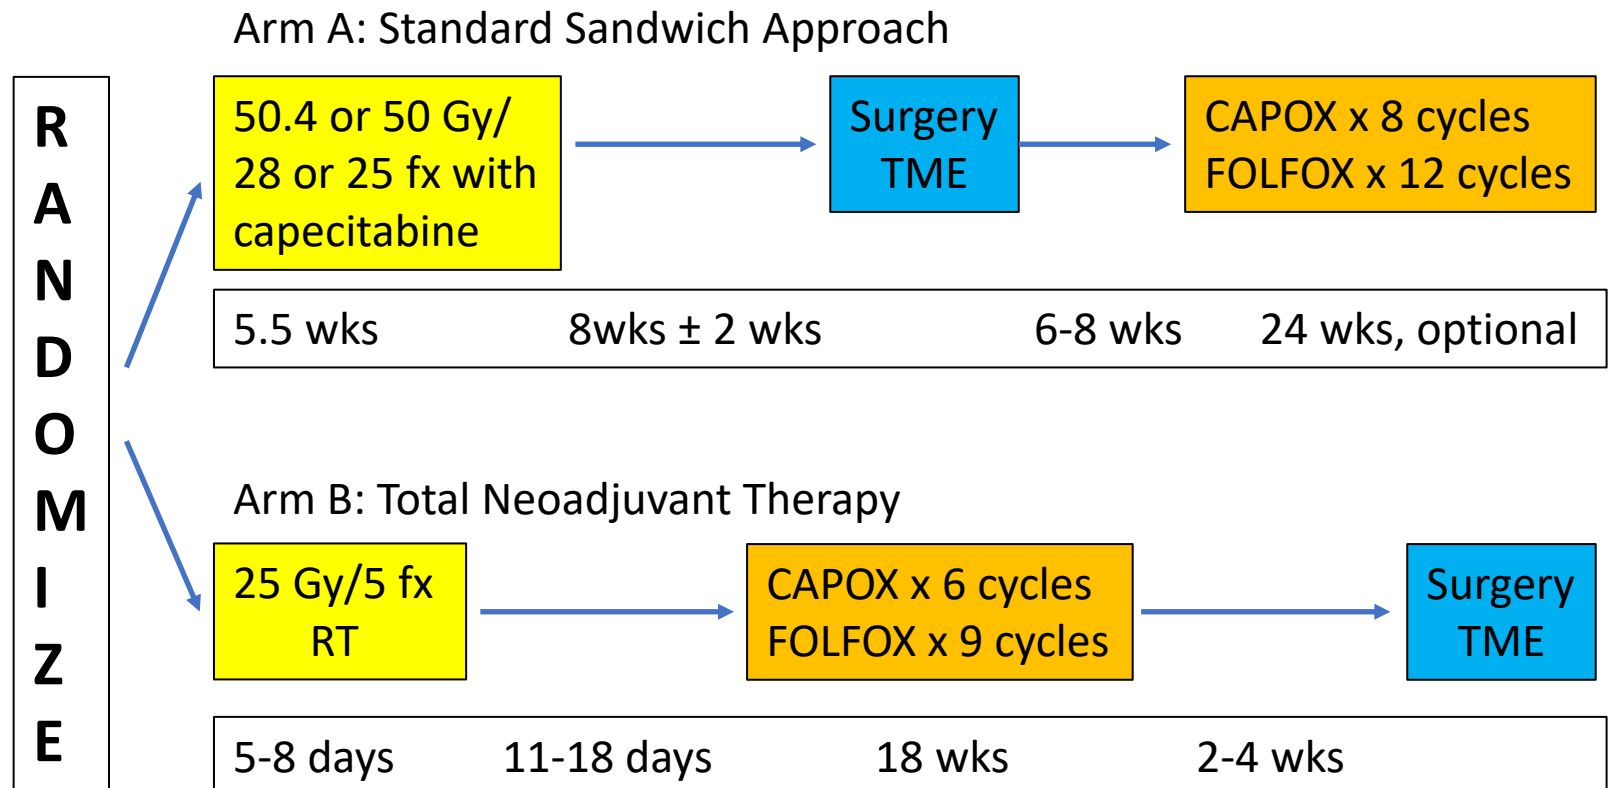 RANDOMIZE
Arm A: Standard Sandwich Approach
50.4 or 50 Gy/
28 or 25 fx with
capecitabine
Surgery
TME
CAPOX x 8 cycles
FOLFOX x 12 cycles
5.5 wks 8wks ± 2 wks 6-8 wks 24 wks, optional
Arm B: Total Neoadjuvant Therapy
25 Gy/5 fx
RT
CAPOX x 6 cycles
FOLFOX x 9 cycles
Surgery
TME
5-8 days 11-18 days 18 wks 2-4 wks